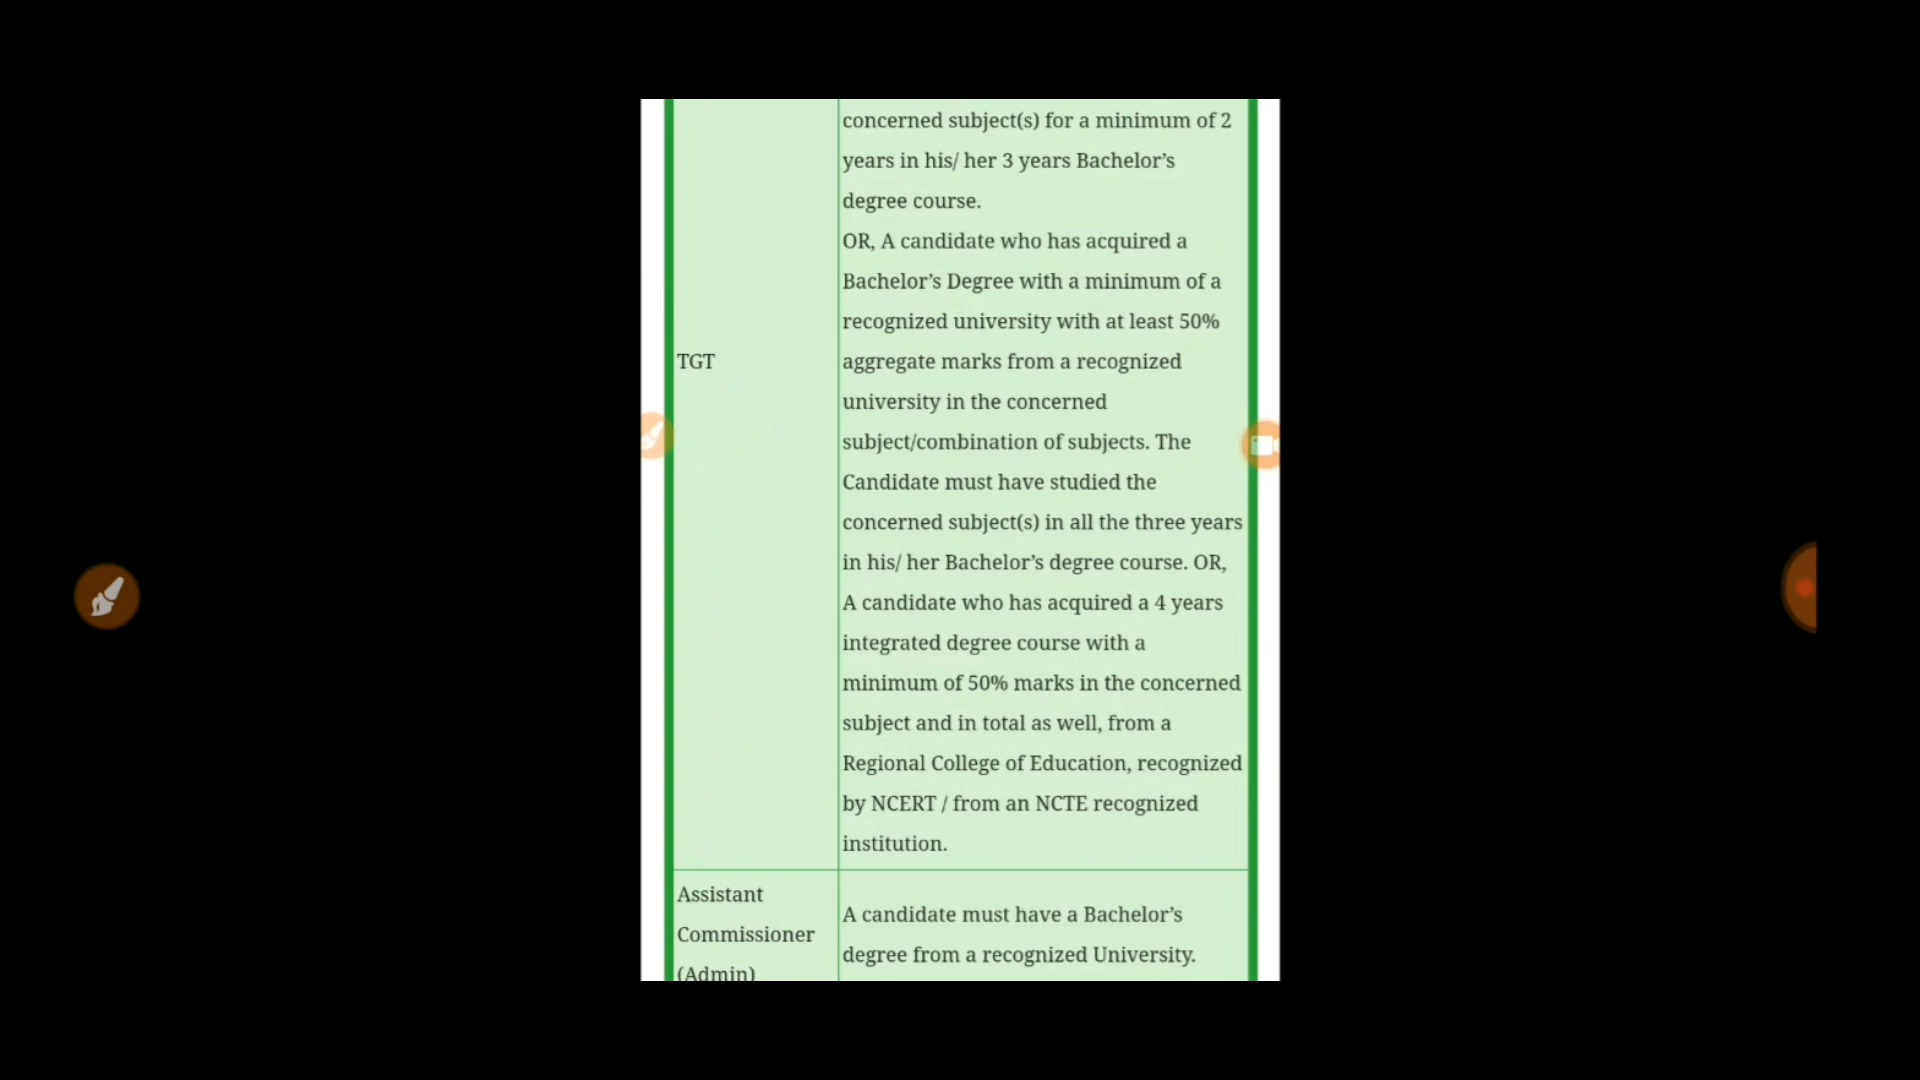 concerned subject(s) for a minimum of 2
years in his/ her 3 years Bachelor’s
degree course.
OR, A candidate who has acquired a
Bachelor’s Degree with a minimum of a
recognized university with at least 50%
TGT
aggregate marks from a recognized
university in the concerned
subject/combination of subjects. The
Candidate must have studied the
concerned subject(s) in all the three years
in his/ her Bachelor’s degree course. OR,
A candidate who has acquired a 4 years
integrated degree course with a
minimum of 50% marks in the concerned
subject and in total as well, from a
Regional College of Education, recognized
by NCERT / from an NCTE recognized
institution.
Assistant
Commissioner
(Admin)
A candidate must have a Bachelor’s
degree from a recognized University.